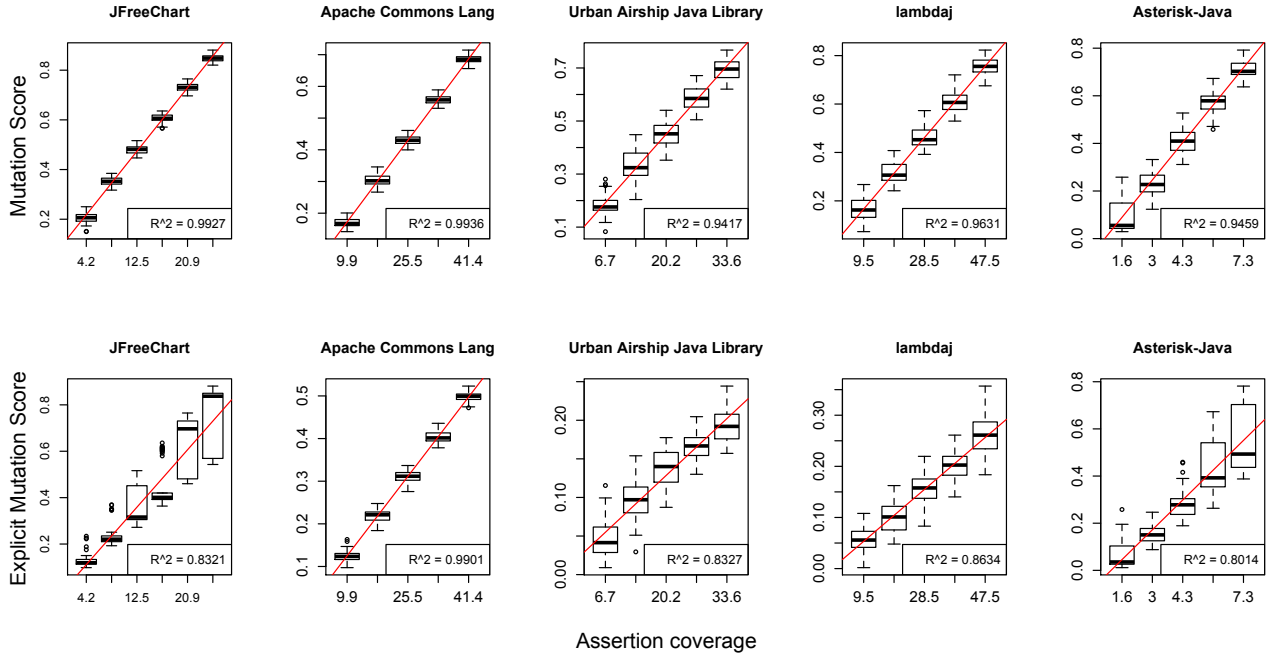 JFreeChart
Apache Commons Lang
Urban Airship Java Library
lambdaj
Asterisk-Java
Mutation Score
0.2 0.4 0.6 0.8
R^2 = 0.9927
4.2 12.5 20.9
0.2 0.4 0.6
R^2 = 0.9936
9.9 25.5 41.4
0.1 0.3 0.5 0.7
R^2 = 0.9417
6.7 20.2 33.6
0.2 0.4 0.6 0.8
R^2 = 0.9631
9.5 28.5 47.5
0.0 0.2 0.4 0.6 0.8
R^2 = 0.9459
1.6 3 4.3 7.3
JFreeChart
Apache Commons Lang
Urban Airship Java Library
lambdaj
Asterisk-Java
Explicit Mutation Score
0.2 0.4 0.6 0.8
R^2 = 0.8321
4.2 12.5 20.9
0.1 0.2 0.3 0.4 0.5
R^2 = 0.9901
9.9 25.5 41.4
0.00 0.10 0.20
R^2 = 0.8327
6.7 20.2 33.6
0.00 0.10 0.20 0.30
R^2 = 0.8634
9.5 28.5 47.5
0.0 0.2 0.4 0.6 0.8
R^2 = 0.8014
1.6 3 4.3 7.3
Assertion coverage